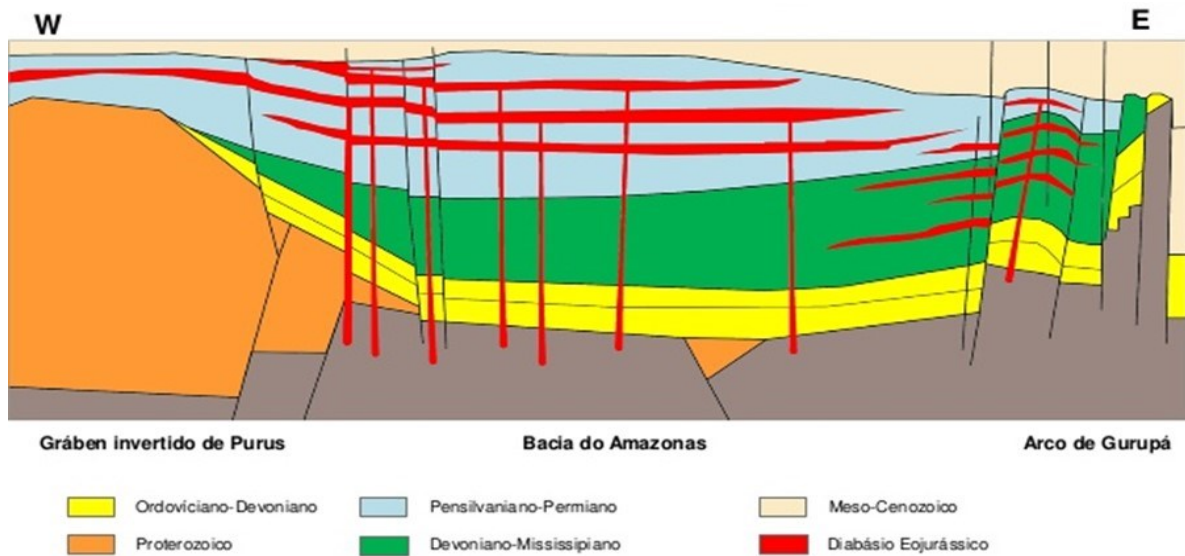 W
E
Gráben invertido de Purus
Bacia do Amazonas
Arco de Gurupá
Ordoviciano-Devoniano
Pensilvaniano-Permiano
Meso-Cenozoico
Proterozoico
Devoniano-Mississipiano
Diabásio Eojurássico